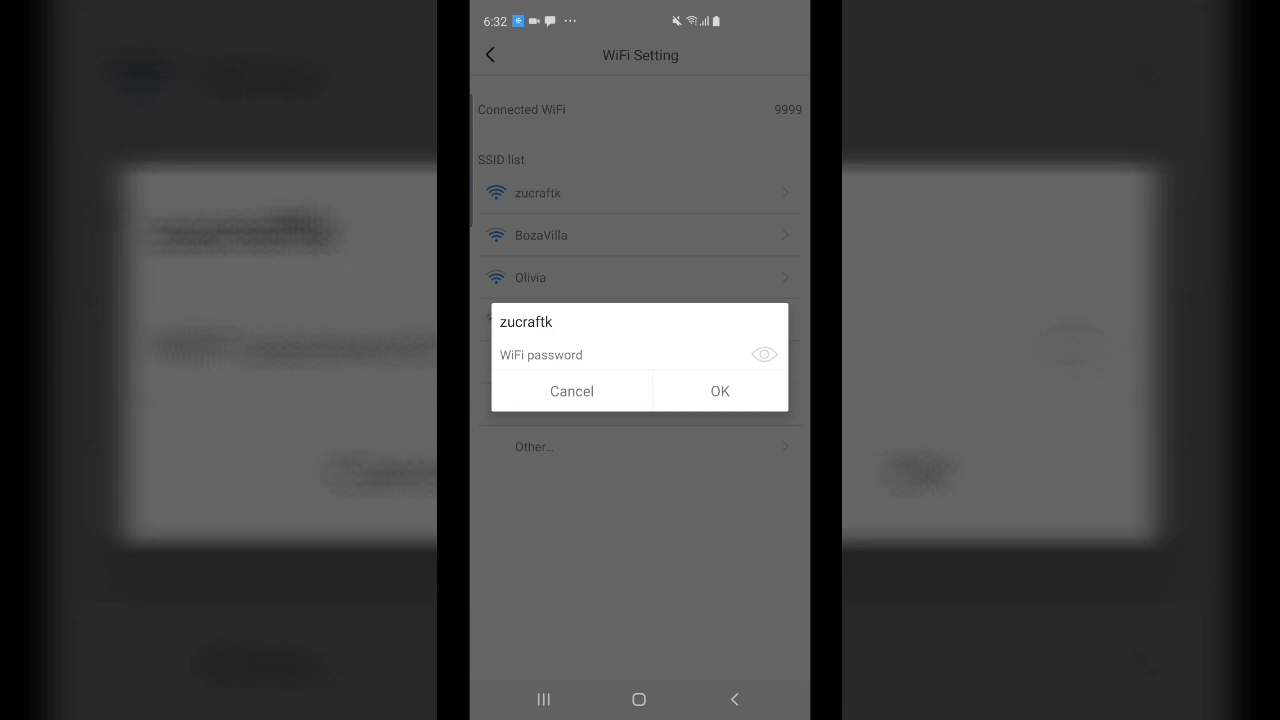 6:32
WiFi Setting
Connected WiFi 9999
SSID list
zucraftk
BozaVilla
Olivia
zucraftk
WiFi password
Cancel OK
Other...